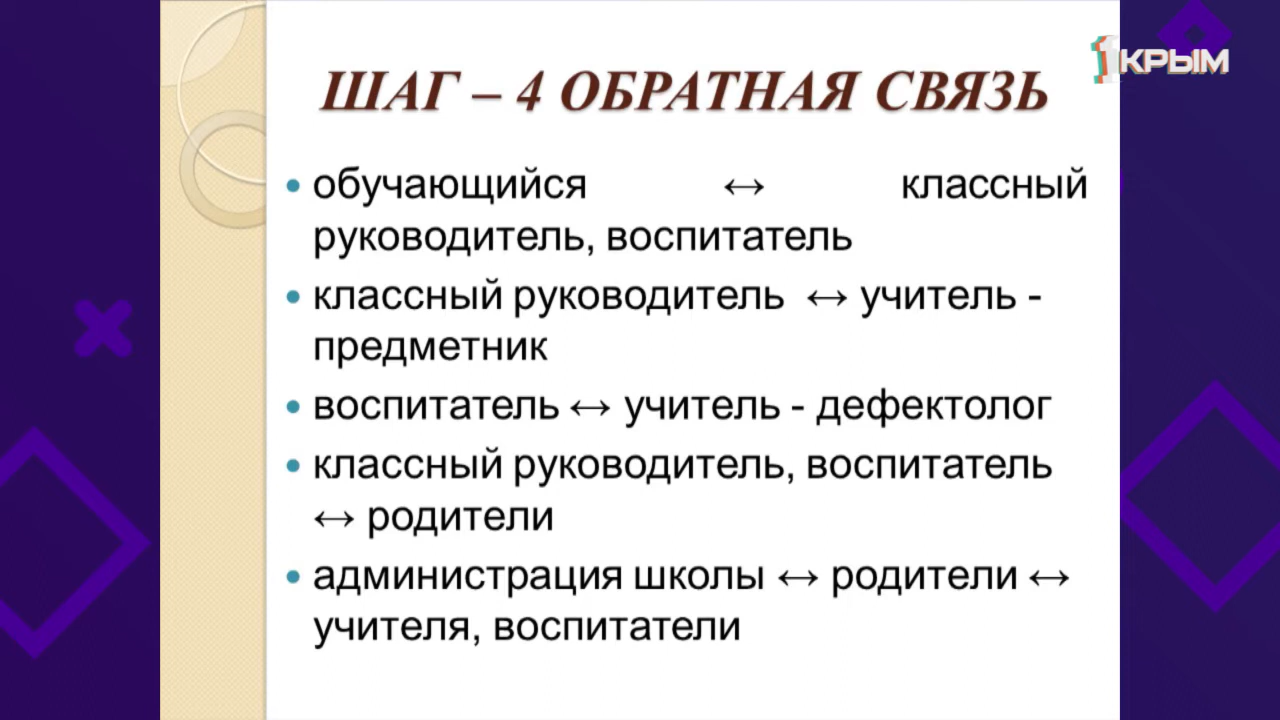 ШАГ – 4 ОБРАТНАЯ СВЯЗЬ
1КРЫМ
• обучающийся ↔ классный
руководитель, воспитатель
• классный руководитель ↔ учитель -
предметник
• воспитатель ↔ учитель - дефектолог
• классный руководитель, воспитатель
↔ родители
• администрация школы ↔ родители ↔
учителя, воспитатели